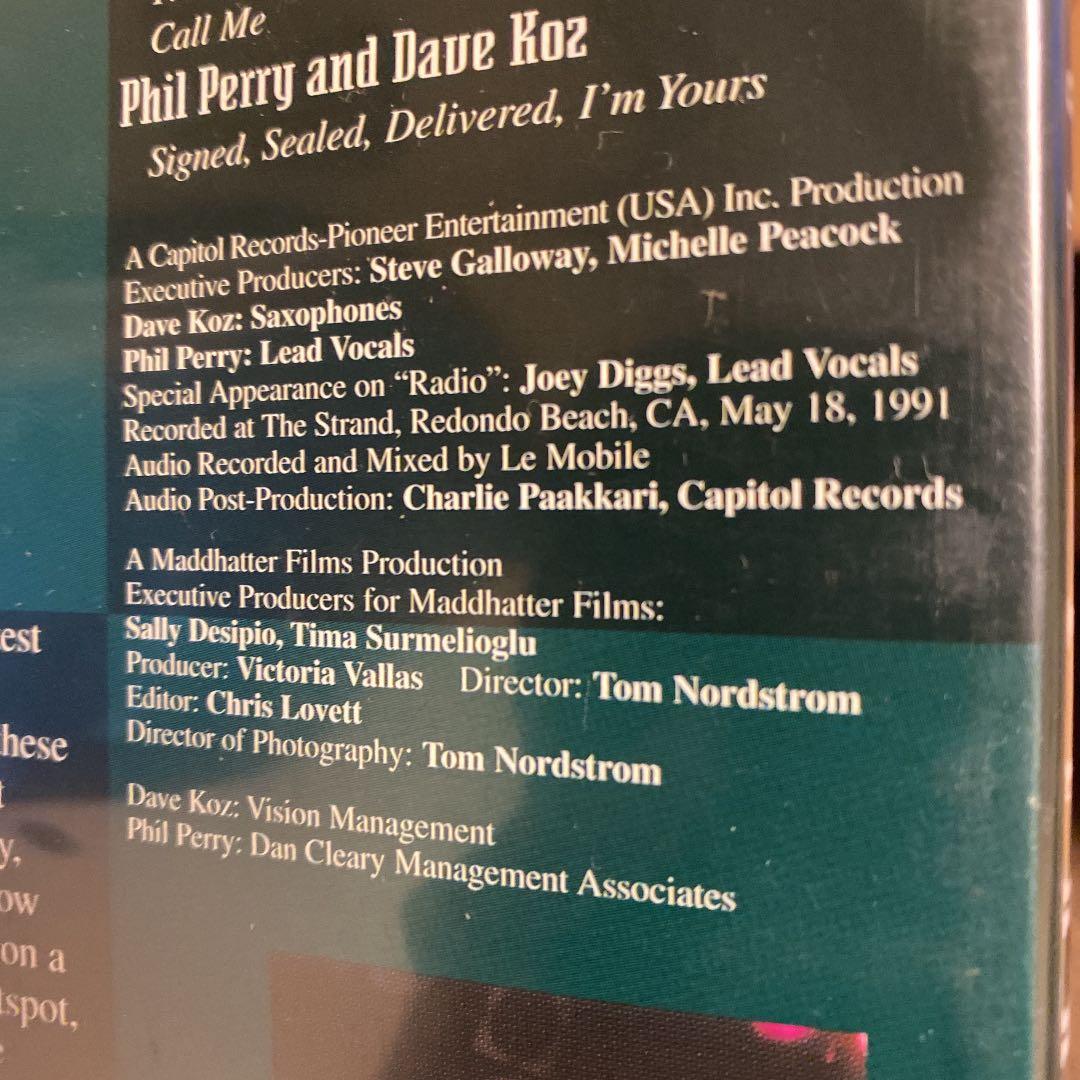 Call Me
Phil Perry and Dave Koz
Signed, Sealed, Delivered, I'm Yours
A Capitol Records-Pioneer Entertainment (USA) Inc. Production
Executive Producers: Steve Galloway, Michelle Peacock
Dave Koz: Saxophones
Phil Perry: Lead Vocals
Special Appearance on “Radio”: Joey Diggs, Lead Vocals
Recorded at The Strand, Redondo Beach, CA, May 18, 1991
Audio Recorded and Mixed by Le Mobile
Audio Post-Production: Charlie Paakkari, Capitol Records
A Maddhatter Films Production
Executive Producers for Maddhatter Films:
Sally Desipio, Tima Surmelioglu
Producer: Victoria Vallas Director: Tom Nordstrom
Editor: Chris Lovett
Director of Photography: Tom Nordstrom
Dave Koz: Vision Management
Phil Perry: Dan Cleary Management Associates
est
hese
y,
ow
on a
tspot,